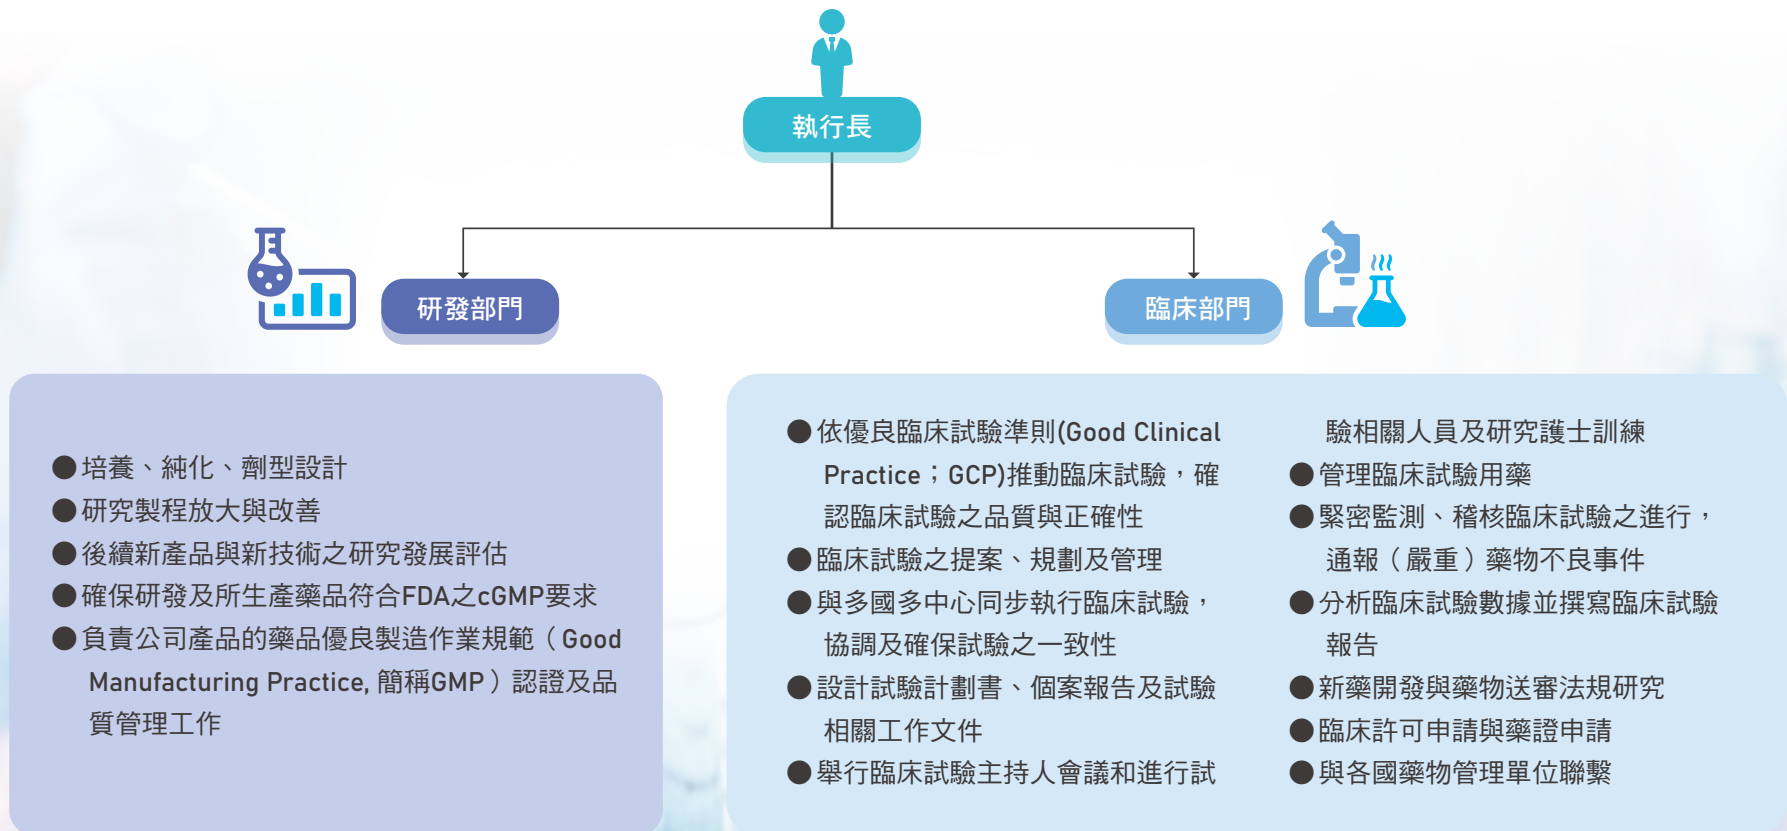 執行長
研發部門
臨床部門
●培養、純化、劑型設計
●研究製程放大與改善
●後續新產品與新技術之研究發展評估
●確保研發及所生產藥品符合FDA之cGMP要求
●負責公司產品的藥品優良製造作業規範（Good
Manufacturing Practice, 簡稱GMP）認證及品
質管理工作
●依優良臨床試驗準則(Good Clinical
Practice；GCP)推動臨床試驗，確
認臨床試驗之品質與正確性
●臨床試驗之提案、規劃及管理
●與多國多中心同步執行臨床試驗，
協調及確保試驗之一致性
●設計試驗計劃書、個案報告及試驗
相關工作文件
●舉行臨床試驗主持人會議和進行試
驗相關人員及研究護士訓練
●管理臨床試驗用藥
●緊密監測、稽核臨床試驗之進行，
通報（嚴重）藥物不良事件
●分析臨床試驗數據並撰寫臨床試驗
報告
●新藥開發與藥物送審法規研究
●臨床許可申請與藥證申請
●與各國藥物管理單位聯繫